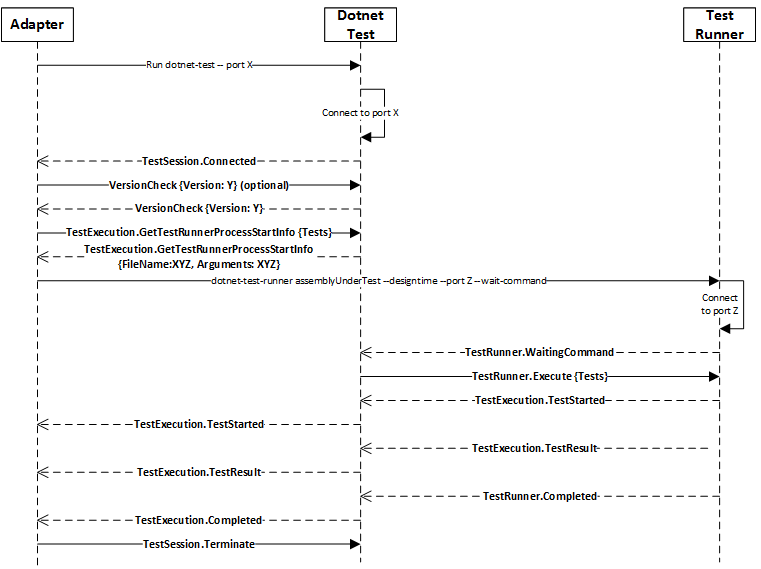 Adapter
Dotnet
Test
Test
Runner
Run dotnet-test -- port X
Connect to port X
TestSession.Connected
VersionCheck {Version: Y} (optional)
VersionCheck {Version: Y}
TestExecution.GetTestRunnerProcessStartInfo {Tests}
TestExecution.GetTestRunnerProcessStartInfo
{FileName:XYZ, Arguments: XYZ}
dotnet-test-runner assemblyUnderTest --designtime --port Z --wait-command
Connect
to port Z
TestRunner.WaitingCommand
TestRunner.Execute {Tests}
TestExecution.TestStarted
TestExecution.TestStarted
TestExecution.TestResult
TestExecution.TestResult
TestRunner.Completed
TestExecution.Completed
TestSession.Terminate